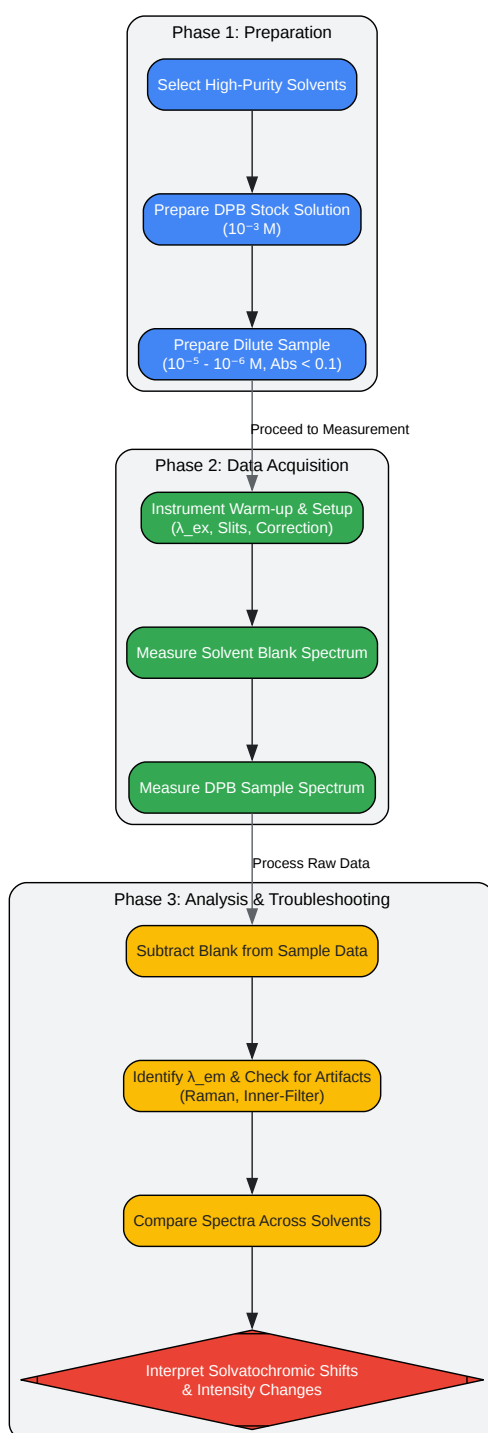 Phase 1: Preparation
Select High-Purity Solvents
Prepare DPB Stock Solution
(10⁻³ M)
Prepare Dilute Sample
(10⁻⁵ - 10⁻⁶ M, Abs < 0.1)
Proceed to Measurement
Phase 2: Data Acquisition
Instrument Warm-up & Setup
(λ_ex, Slits, Correction)
Measure Solvent Blank Spectrum
Measure DPB Sample Spectrum
Process Raw Data
Phase 3: Analysis & Troubleshooting
Subtract Blank from Sample Data
Identify λ_em & Check for Artifacts
(Raman, Inner-Filter)
Compare Spectra Across Solvents
Interpret Solvatochromic Shifts
& Intensity Changes